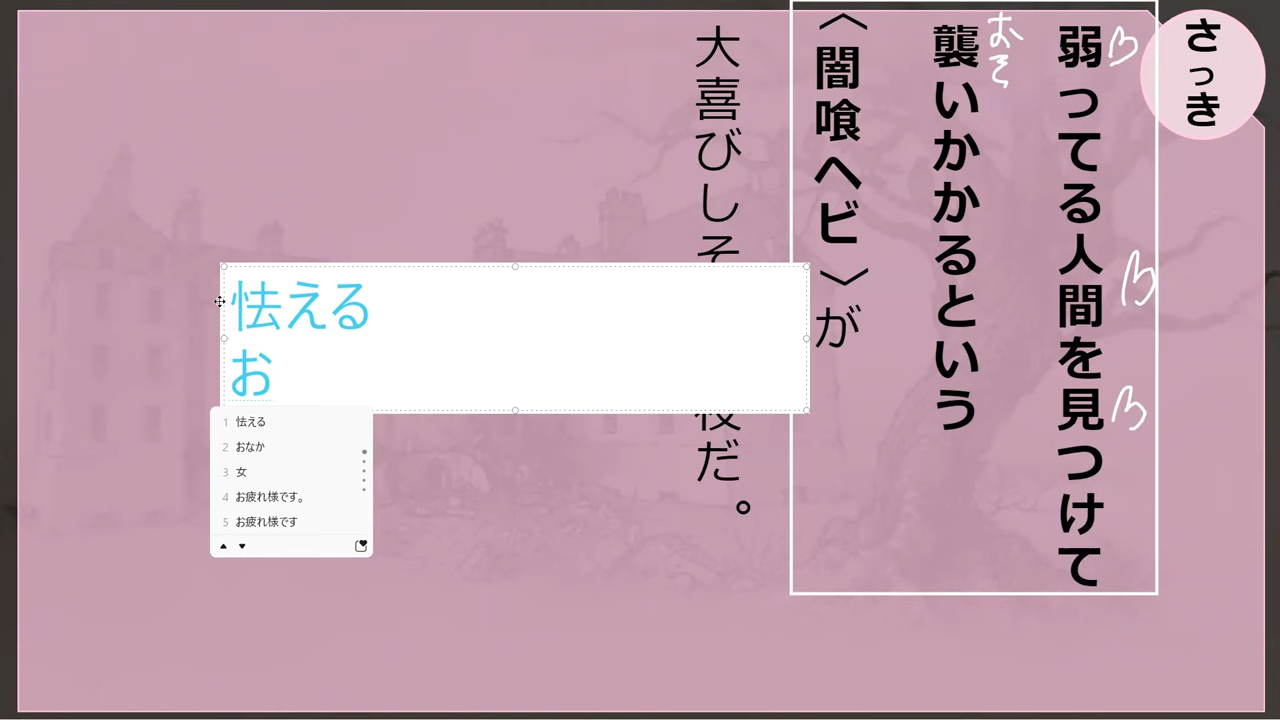 さっき
弱ってる人間を見つけて
襲いかかるという
おそ
〈闇喰ヘビ〉が
大喜びしそ
だ。
怯える
お
1 怯える
2 おなか
3 女
4 お疲れ様です。
5 お疲れ様です